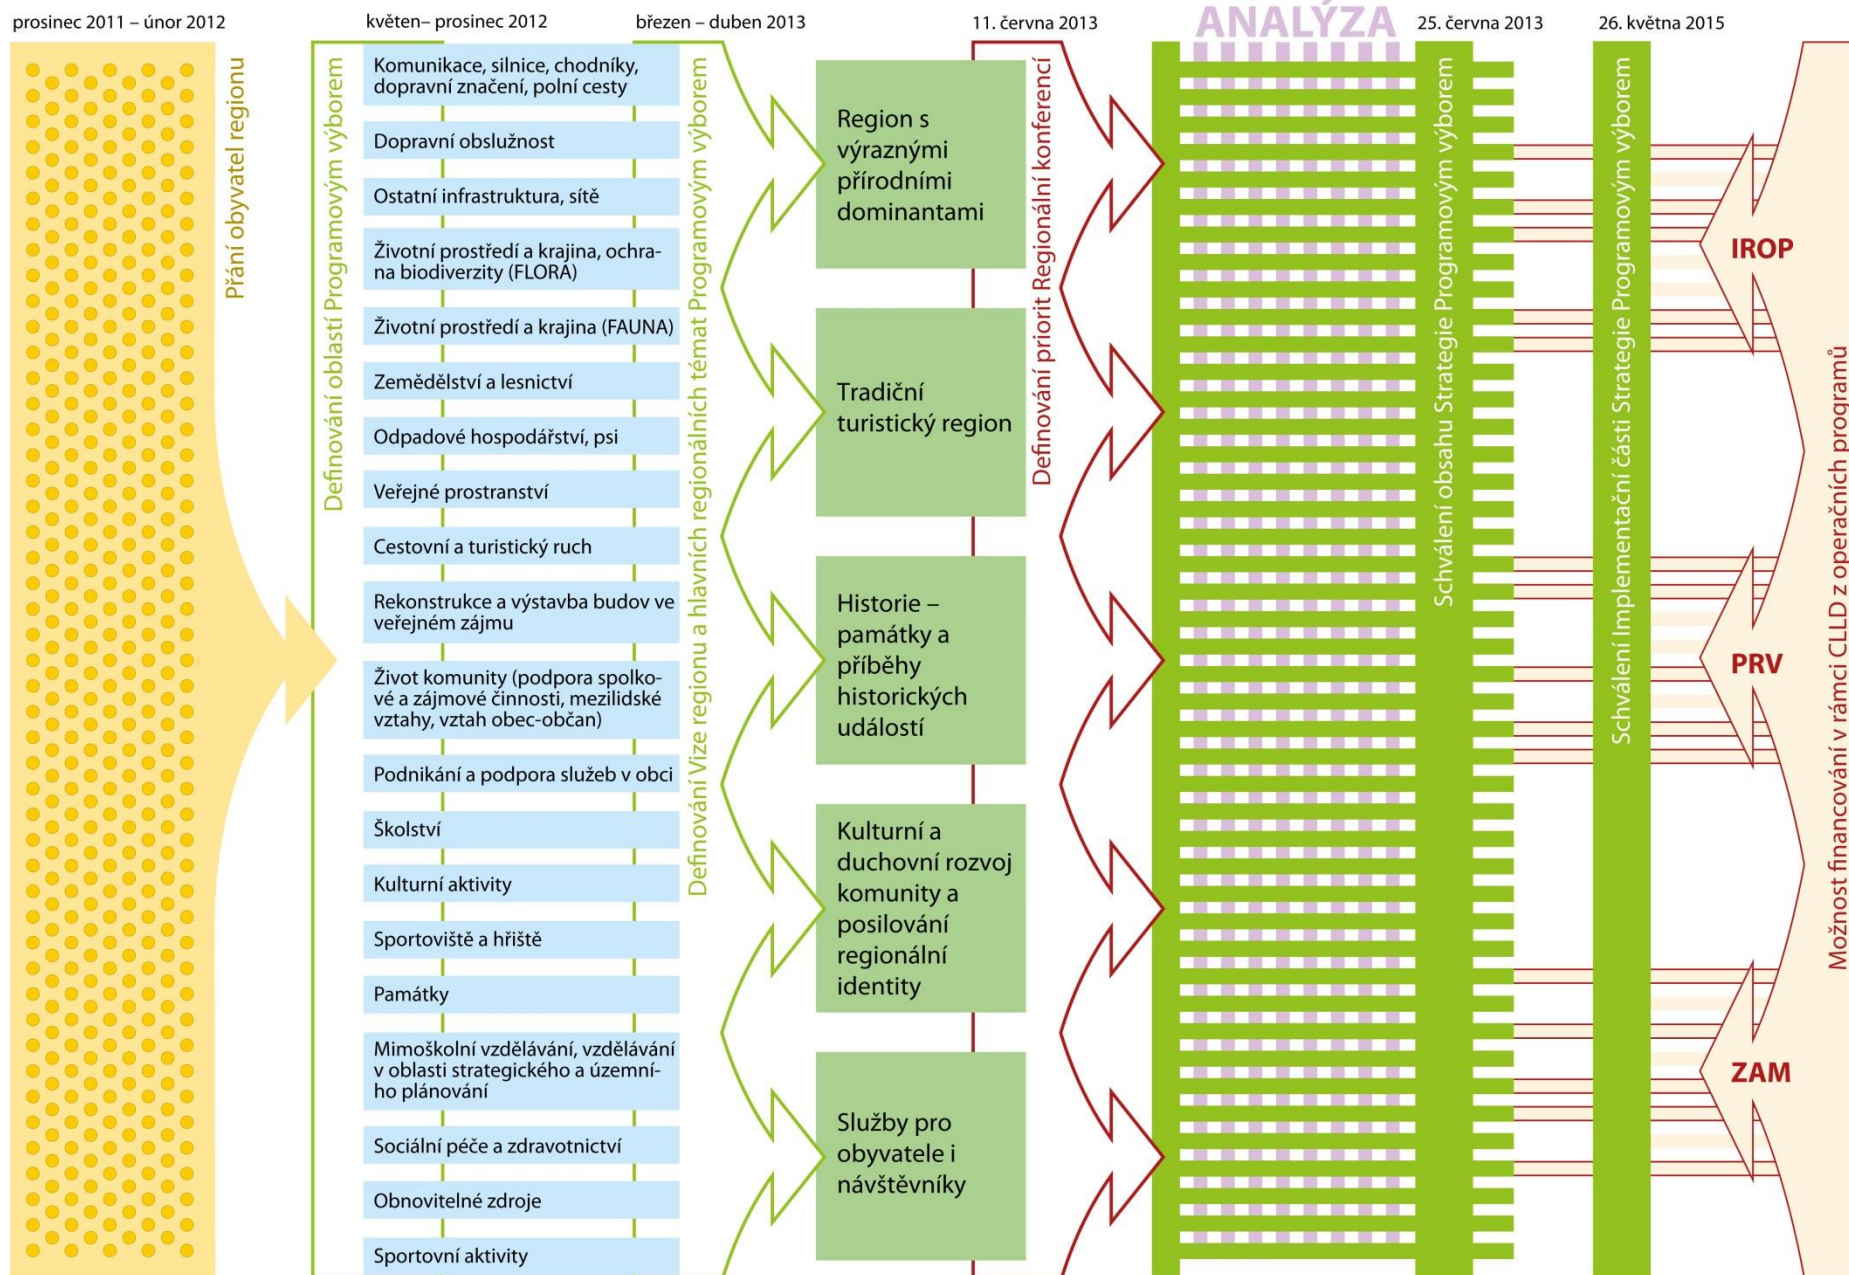 prosinec 2011 – únor 2012
květen– prosinec 2012
březen – duben 2013
11. června 2013
ANALÝZA
25. června 2013
26. května 2015
Přání obyvatel regionu
Definování oblastí Programovým výborem
Komunikace, silnice, chodníky,
dopravní značení, polní cesty
Dopravní obslužnost
Ostatní infrastruktura, sítě
Životní prostředí a krajina, ochra-
na biodiverzity (FLORA)
Životní prostředí a krajina (FAUNA)
Zemědělství a lesnictví
Odpadové hospodářství, psi
Veřejné prostranství
Cestovní a turistický ruch
Rekonstrukce a výstavba budov ve
veřejném zájmu
Život komunity (podpora spolko-
vé a zájmové činnosti, mezilidské
vztahy, vztah obec-občan)
Podnikání a podpora služeb v obci
Školství
Kulturní aktivity
Sportoviště a hřiště
Památky
Mimoškolní vzdělávání, vzdělávání
v oblasti strategického a územní-
ho plánování
Sociální péče a zdravotnictví
Obnovitelné zdroje
Sportovní aktivity
Definování Vize regionu a hlavních regionálních témat Programovým výborem
Region s
výraznými
přírodními
dominantami
Tradiční
turistický region
Historie –
památky a
příběhy
historických
událostí
Kulturní a
duchovní rozvoj
komunity a
posilování
regionální
identity
Služby pro
obyvatele i
návštěvníky
Definování priorit Regionální konferencí
Schválení obsahu Strategie Programovým výborem
Schválení Implementační části Strategie Programovým výborem
IROP
PRV
ZAM
Možnost financování v rámci CLLD z operačních programů